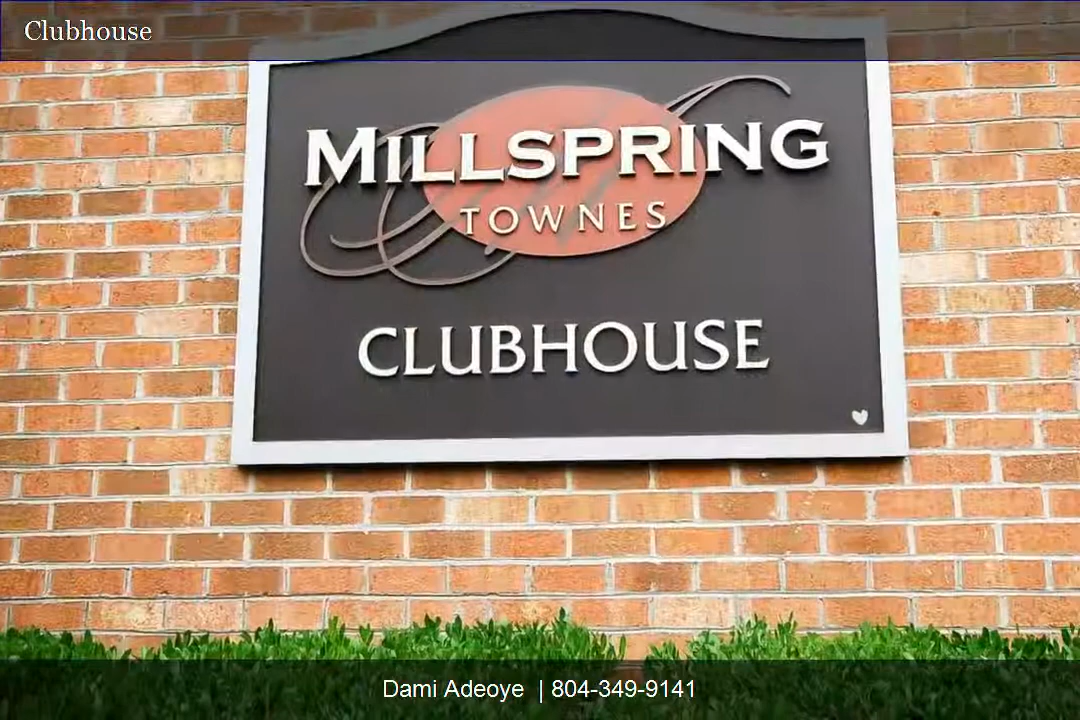 Clubhouse
MILLSPRING
TOWNES
CLUBHOUSE
Dami Adeoye | 804-349-9141